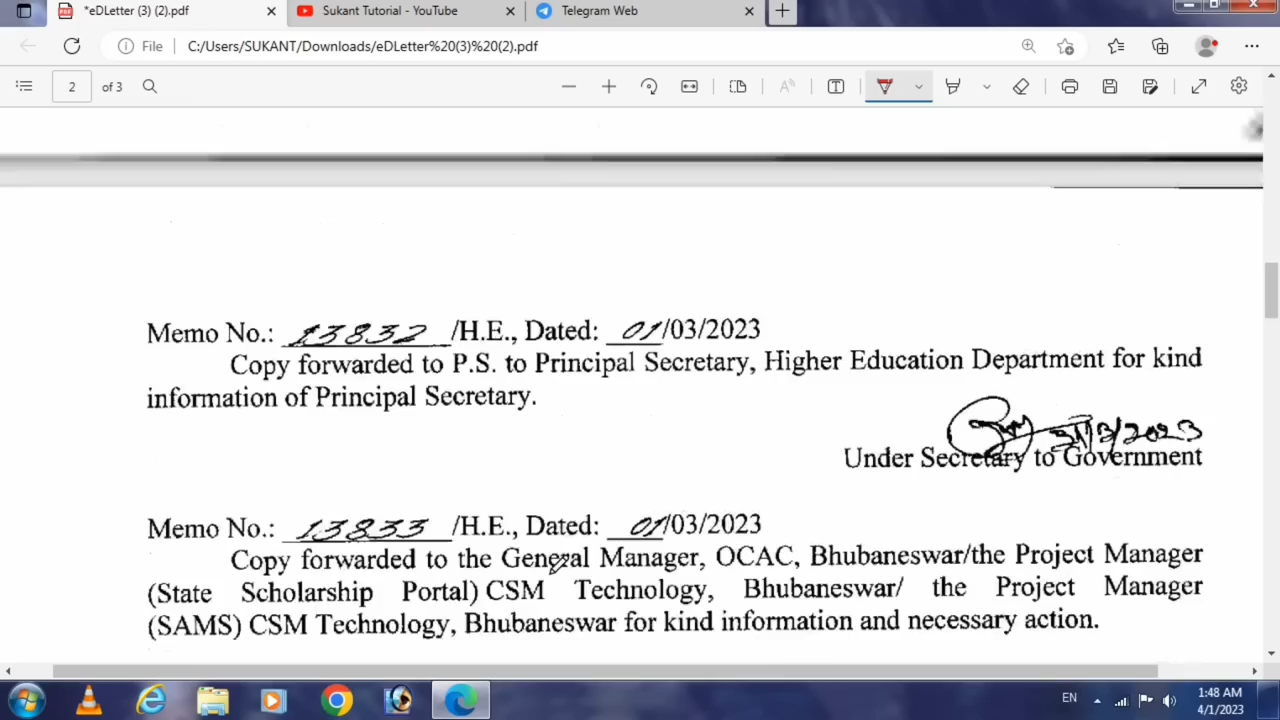 *eDLetter (3) (2).pdf
Sukant Tutorial - YouTube
Telegram Web
File C:/Users/SUKANT/Downloads/eDLetter%20(3)%20(2).pdf
2 of 3
Memo No.: 13832 /H.E., Dated: 01/03/2023
Copy forwarded to P.S. to Principal Secretary, Higher Education Department for kind
information of Principal Secretary.
31/3/2023
Under Secretary to Government
Memo No.: 13833 /H.E., Dated: 01/03/2023
Copy forwarded to the General Manager, OCAC, Bhubaneswar/the Project Manager
(State Scholarship Portal) CSM Technology, Bhubaneswar/ the Project Manager
(SAMS) CSM Technology, Bhubaneswar for kind information and necessary action.
EN
1:48 AM
4/1/2023